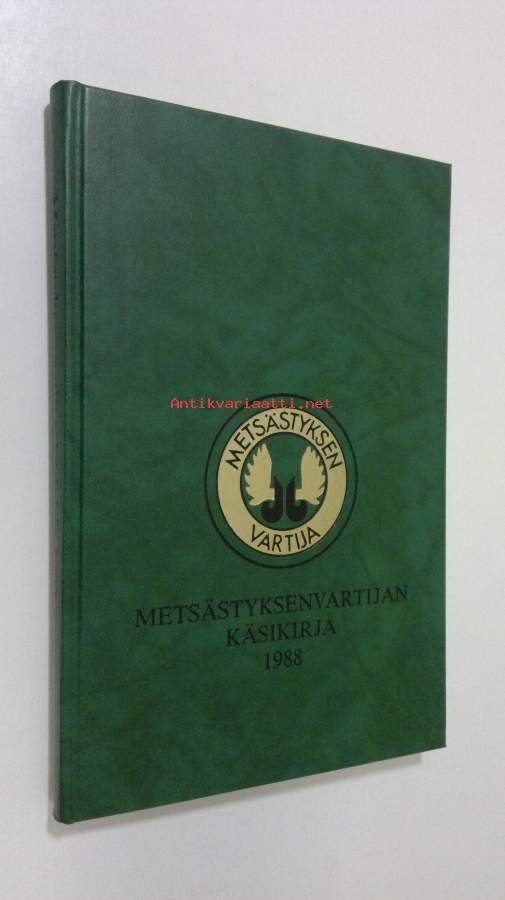 Antikvariaatti.net
METSÄSTYKSEN
VARTIJA
METSÄSTYKSENVARTIJAN
KÄSIKIRJA
1988